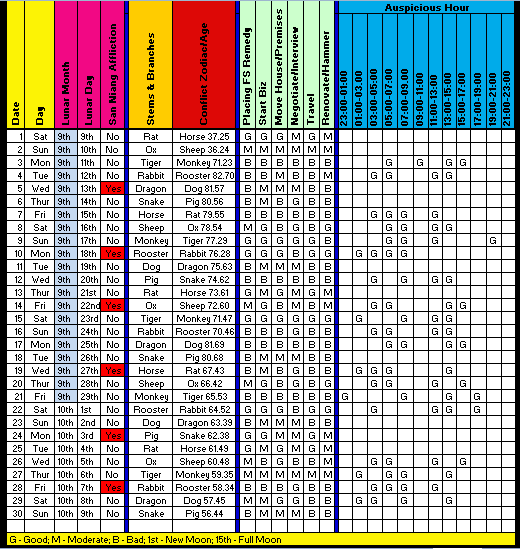 Auspicious Hour
Date Day Lunar Month Lunar Day San Niang Affliction Stems & Branches Conflict Zodiac/Age Placing FS Remedy Start Biz Move House/Premises Negotiate/Interview Travel Renovate/Hammer 23:00-01:00 01:00-03:00 03:00-05:00 05:00-07:00 07:00-09:00 09:00-11:00 11:00-13:00 13:00-15:00 15:00-17:00 17:00-19:00 19:00-21:00 21:00-23:00
1 Sat 9th 9th No Rat Horse 37.25 G G G M G M
2 Sun 9th 10th No Ox Sheep 36.24 M M M M M M
3 Mon 9th 11th No Tiger Monkey 71.23 B B B B B B G G G G
4 Tue 9th 12th No Rabbit Rooster 82.70 B M B B B B G G G G
5 Wed 9th 13th Yes Dragon Dog 81.57 B M M M B B
6 Thu 9th 14th No Snake Pig 80.56 B M B B B B
7 Fri 9th 15th No Horse Rat 79.55 B B B B B B G G G G
8 Sat 9th 16th No Sheep Ox 78.54 M G B G B B G G G G
9 Sun 9th 17th No Monkey Tiger 77.29 G G G G G B G G G G G
10 Mon 9th 18th Yes Rooster Rabbit 76.28 G G B G B M G G G G
11 Tue 9th 19th No Dog Dragon 75.63 B M M M B B
12 Wed 9th 20th No Pig Snake 74.62 B B B B B B G G G G
13 Thu 9th 21st No Rat Horse 73.61 G M G M G M
14 Fri 9th 22nd Yes Ox Sheep 72.60 M G B M B B G G G G G
15 Sat 9th 23rd No Tiger Monkey 71.47 G G G G G G G G G G
16 Sun 9th 24th No Rabbit Rooster 70.46 B B B G B B G G G G
17 Mon 9th 25th No Dragon Dog 81.69 B B B B B B G G G G
18 Tue 9th 26th No Snake Pig 80.68 B M M M B B
19 Wed 9th 27th Yes Horse Rat 67.43 B M B G B B G G G G G
20 Thu 9th 28th No Sheep Ox 66.42 M G B G B B G G G G G
21 Fri 9th 29th No Monkey Tiger 65.53 B B M B B B G G G G
22 Sat 10th 1st No Rooster Rabbit 64.52 G G B G G B G G G G
23 Sun 10th 2nd No Dog Dragon 63.39 B M M M B B
24 Mon 10th 3rd Yes Pig Snake 62.38 M G M G M M
25 Tue 10th 4th No Rat Horse 61.49 G M G M G M
26 Wed 10th 5th No Ox Sheep 60.48 M B G B G B G G G G G
27 Thu 10th 6th No Tiger Monkey 59.35 M M M M M M G G G G
28 Fri 10th 7th Yes Rabbit Rooster 58.34 B B G B B B G G G G
29 Sat 10th 8th No Dragon Dog 57.45 M M G G B B G G G G
30 Sun 10th 9th No Snake Pig 56.44 B M M M B B
G - Good; M - Moderate; B - Bad; 1st - New Moon; 15th - Full Moon